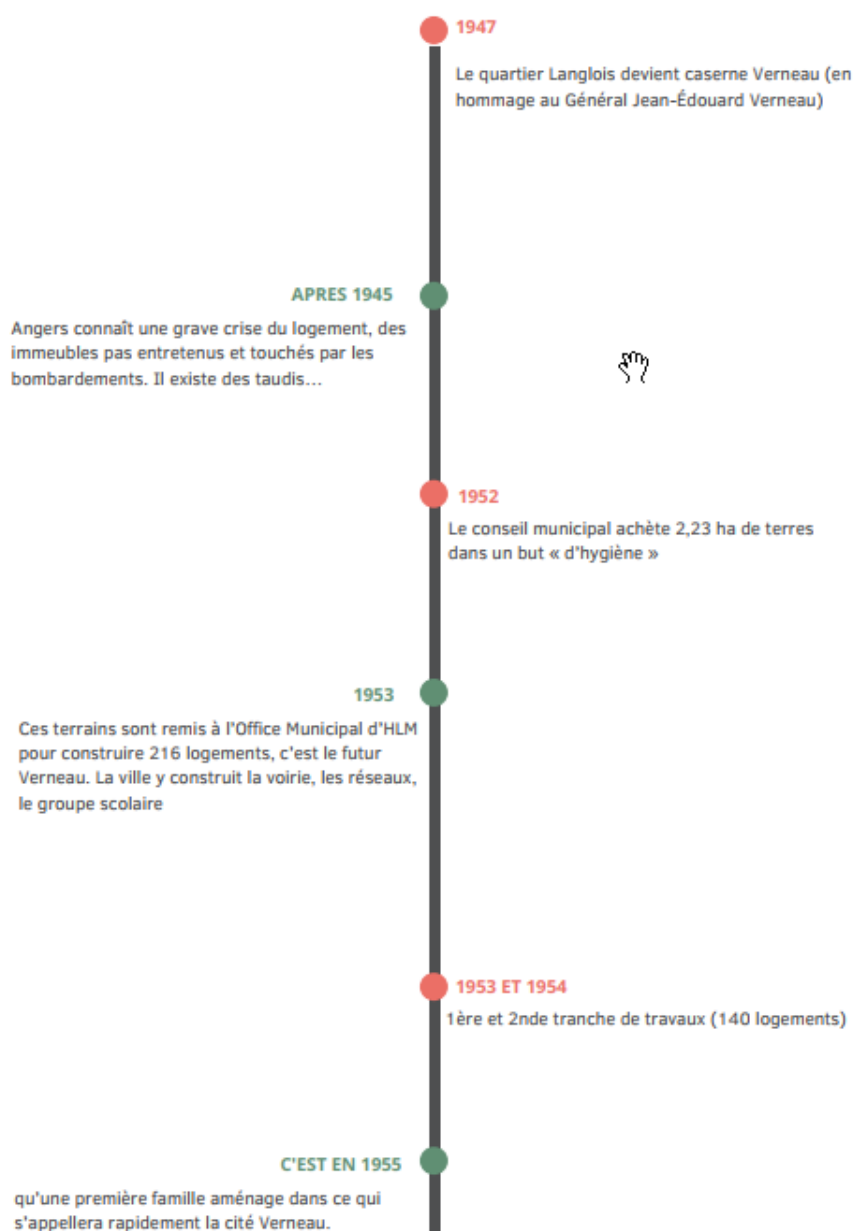 1947
Le quartier Langlois devient caserne Verneau (en
hommage au Général Jean-Édouard Verneau)
APRES 1945
Angers connaît une grave crise du logement, des
immeubles pas entretenus et touchés par les
bombardements. Il existe des taudis...
1952
Le conseil municipal achète 2,23 ha de terres
dans un but « d'hygiène »
1953
Ces terrains sont remis à l'Office Municipal d'HLM
pour construire 216 logements, c'est le futur
Verneau. La ville y construit la voirie, les réseaux,
le groupe scolaire
1953 ET 1954
1ère et 2nde tranche de travaux (140 logements)
C'EST EN 1955
qu'une première famille aménage dans ce qui
s'appellera rapidement la cité Verneau.